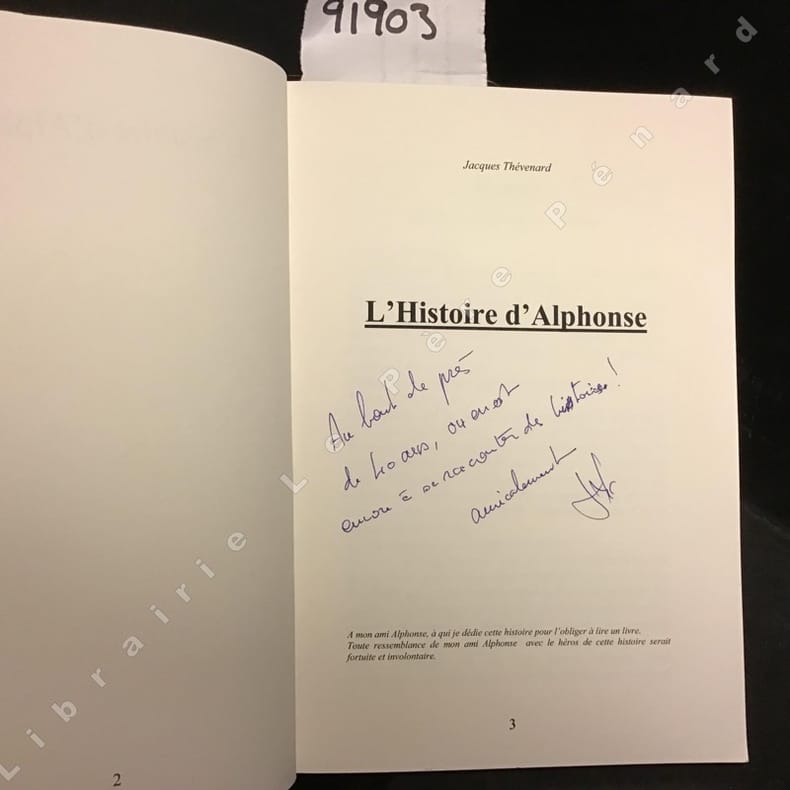 91903
Jacques Thévenard
L'Histoire d'Alphonse
Au bout de près
de 40 ans, on en est
encore à se raconter des histoires !
amicalement
A mon ami Alphonse, à qui je dédie cette histoire pour l'obliger à lire un livre.
Toute ressemblance de mon ami Alphonse avec le héros de cette histoire serait
fortuite et involontaire.
3
2
Librairie Le Père Pénard